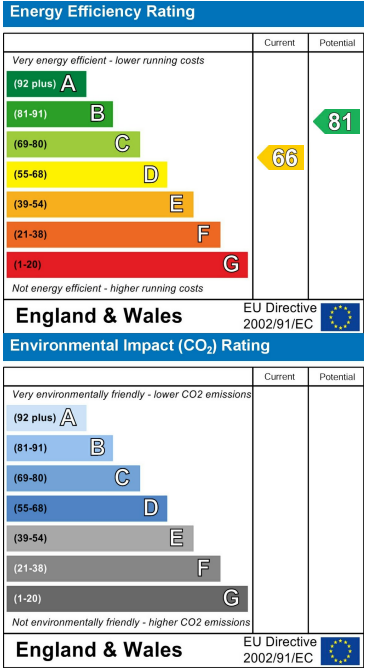 Energy Efficiency Rating
Current Potential
Very energy efficient - lower running costs
(92 plus) A
(81-91) B
81
(69-80) C
66
(55-68) D
(39-54) E
(21-38) F
(1-20) G
Not energy efficient - higher running costs
England & Wales
EU Directive
2002/91/EC
Environmental Impact (CO₂) Rating
Current Potential
Very environmentally friendly - lower CO2 emissions
(92 plus) A
(81-91) B
(69-80) C
(55-68) D
(39-54) E
(21-38) F
(1-20) G
Not environmentally friendly - higher CO2 emissions
England & Wales
EU Directive
2002/91/EC